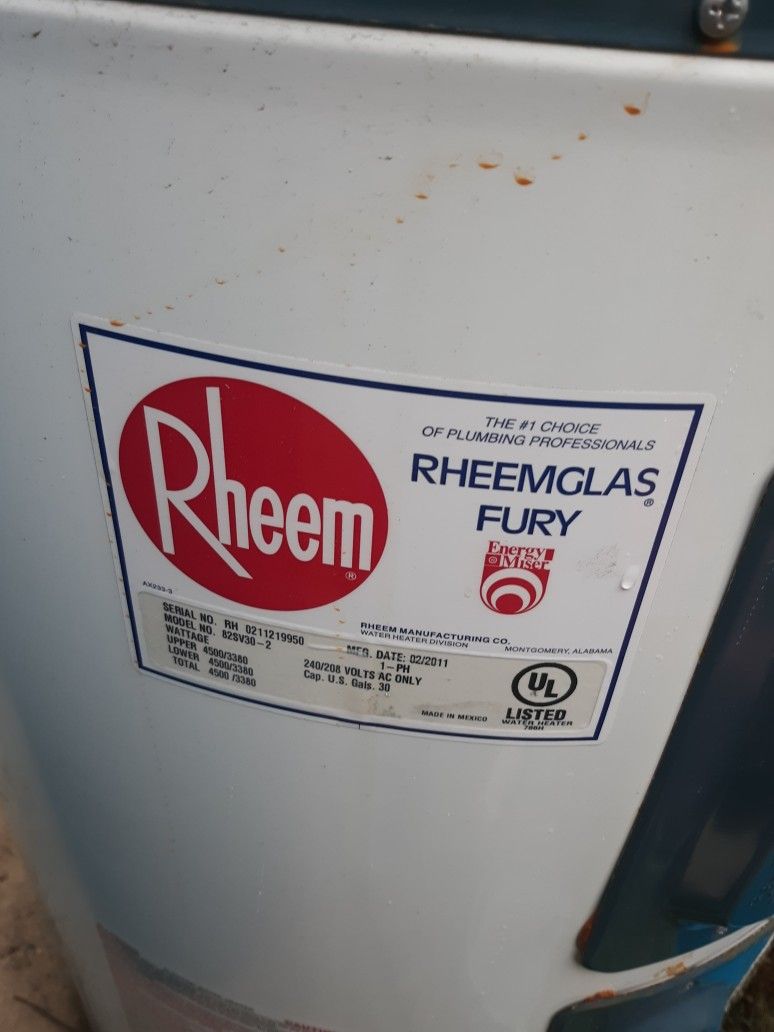 Rheem®
THE #1 CHOICE
OF PLUMBING PROFESSIONALS
RHEEMGLAS®
FURY
Energy
Miser
AX233-3
RHEEM MANUFACTURING CO.
WATER HEATER DIVISION
MONTGOMERY, ALABAMA
SERIAL NO. RH 0211219950 MFG. DATE: 02/2011
MODEL NO. 82SV30-2 1-PH
WATTAGE 240/208 VOLTS AC ONLY
UPPER 4500/3380 Cap. U.S. Gals. 30
LOWER 4500/3380
TOTAL 4500/3380
MADE IN MEXICO
UL
LISTED
WATER HEATER
CAUTION